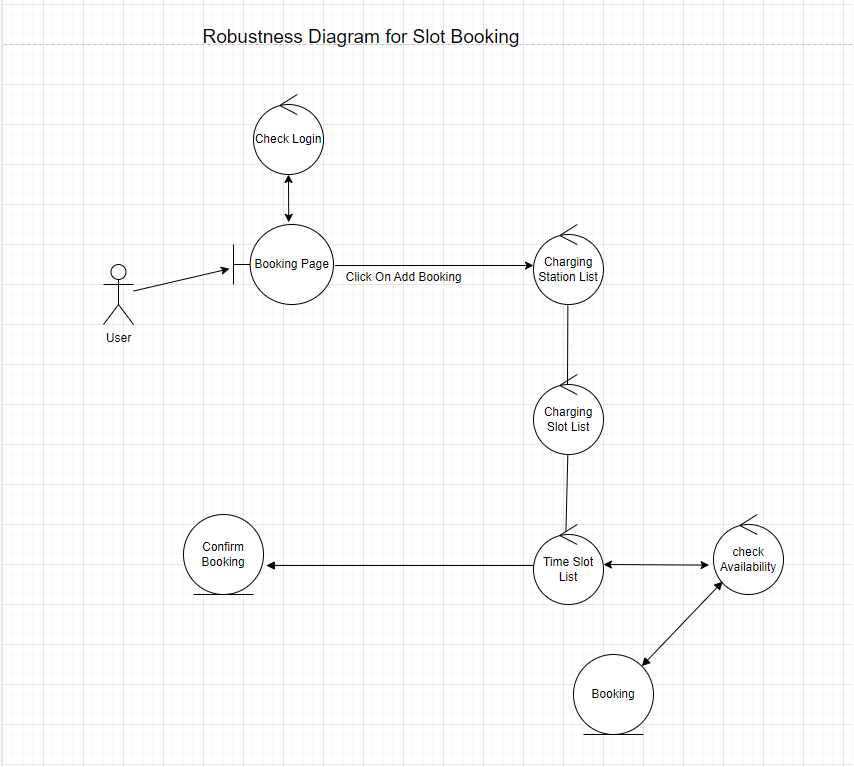 Robustness Diagram for Slot Booking
Check Login
Booking Page
Click On Add Booking
Charging
Station List
User
Charging
Slot List
Confirm
Booking
Time Slot
List
check
Availability
Booking